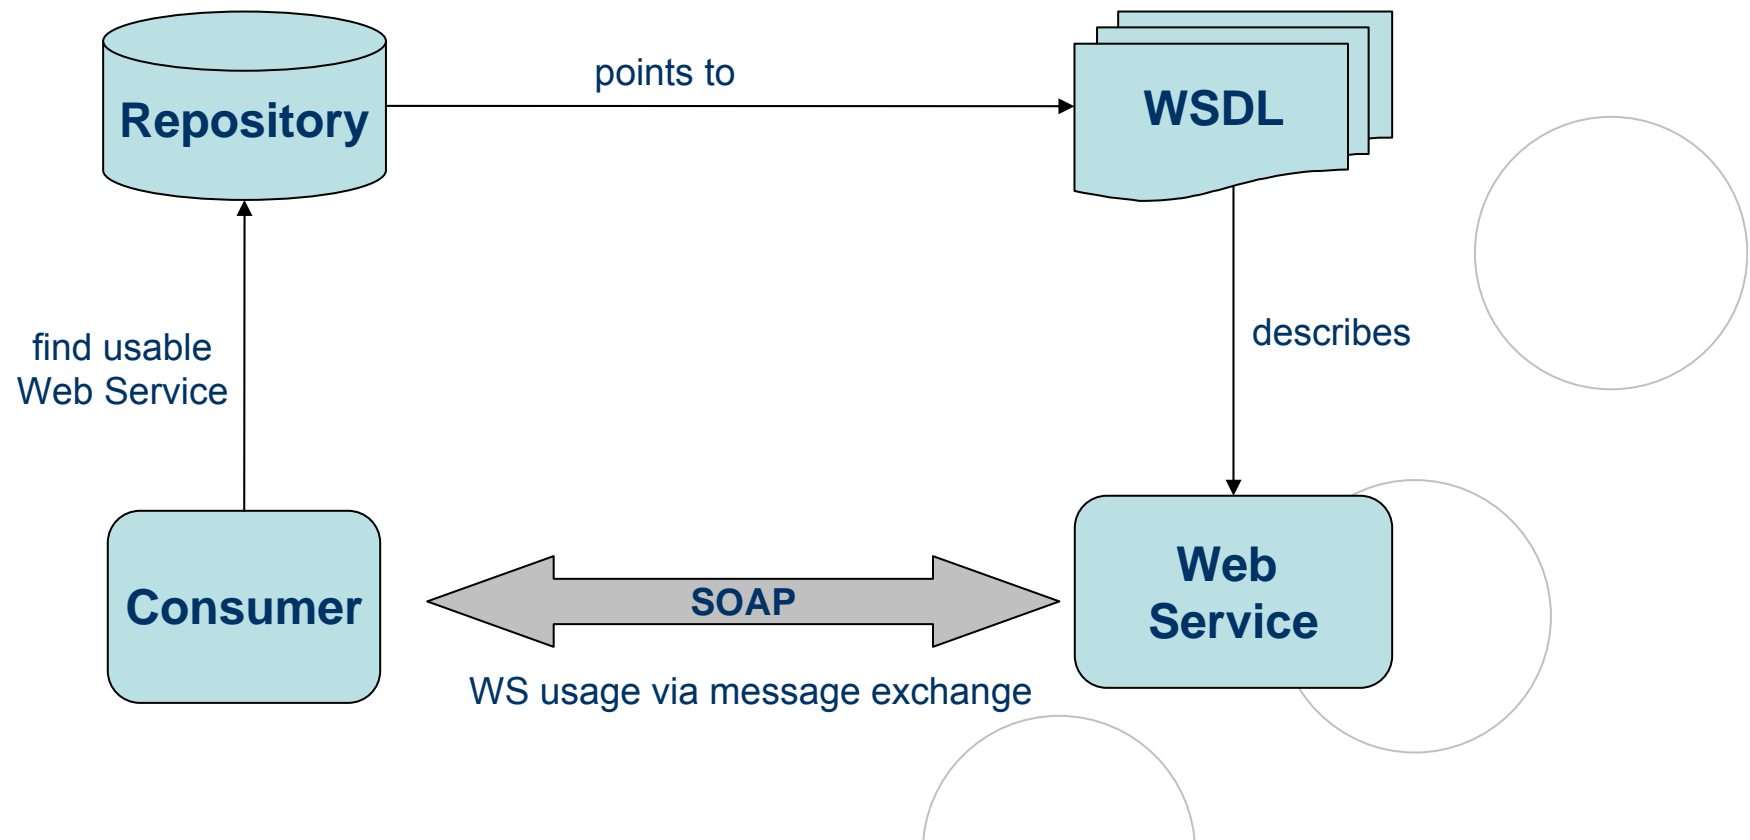 points to
Repository
WSDL
find usable
Web Service
describes
Consumer
SOAP
Web
Service
WS usage via message exchange